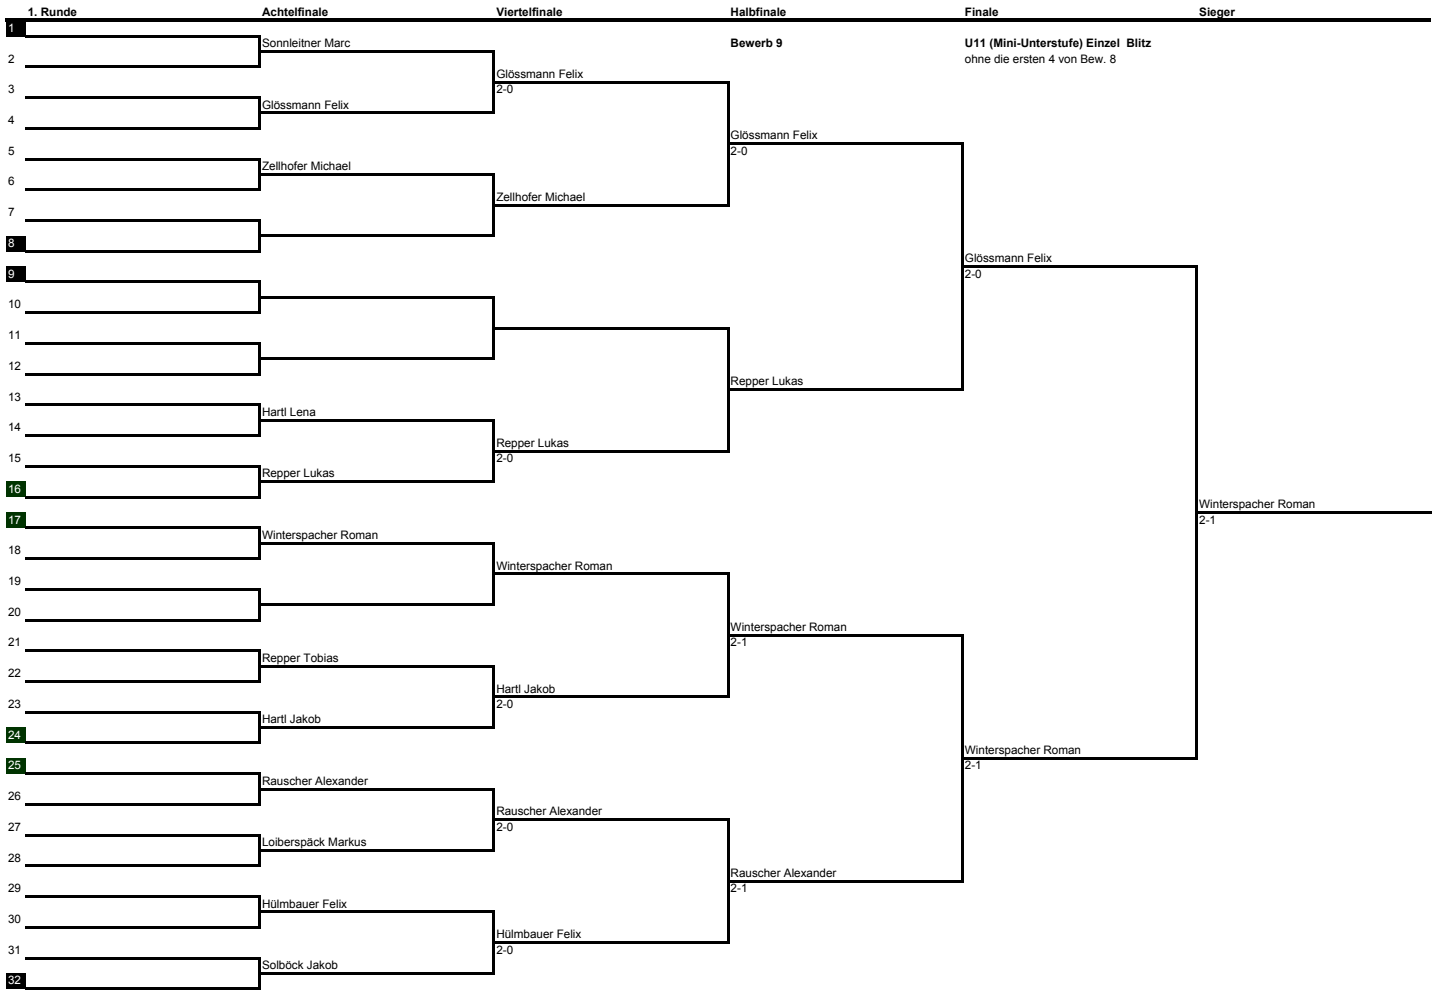 1. Runde Achtelfinale Viertelfinale Halbfinale Finale Sieger
1
Sonnleitner Marc Bewerb 9 U11 (Mini-Unterstufe) Einzel  Blitz
2 ohne die ersten 4 von Bew. 8
Glössmann Felix
3 2-0
Glössmann Felix
4
Glössmann Felix
5 2-0
Zellhofer Michael
6
Zellhofer Michael
7
8
Glössmann Felix
9 2-0
10
11
12
Repper Lukas
13
Hartl Lena
14
Repper Lukas
15 2-0
Repper Lukas
16
Winterspacher Roman
17 2-1
Winterspacher Roman
18
Winterspacher Roman
19
20
Winterspacher Roman
21 2-1
Repper Tobias
22
Hartl Jakob
23 2-0
Hartl Jakob
24
Winterspacher Roman
25 2-1
Rauscher Alexander
26
Rauscher Alexander
27 2-0
Loiberspäck Markus
28
Rauscher Alexander
29 2-1
Hülmbauer Felix
30
Hülmbauer Felix
31 2-0
Solböck Jakob
32